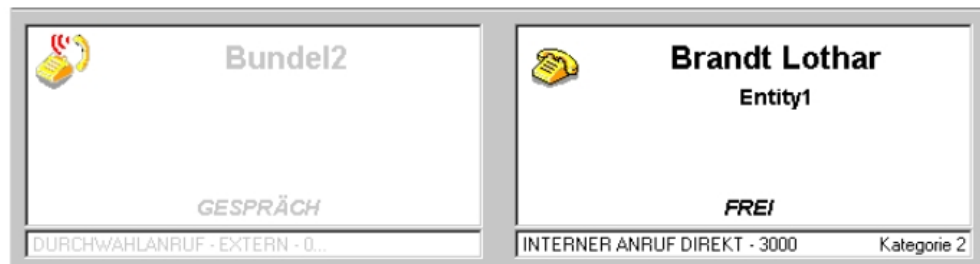 Bundel2
GESPRÄCH
DURCHWAHLANRUF - EXTERN - 0...
Brandt Lothar
Entity1
FREI
INTERNER ANRUF DIREKT - 3000 Kategorie 2